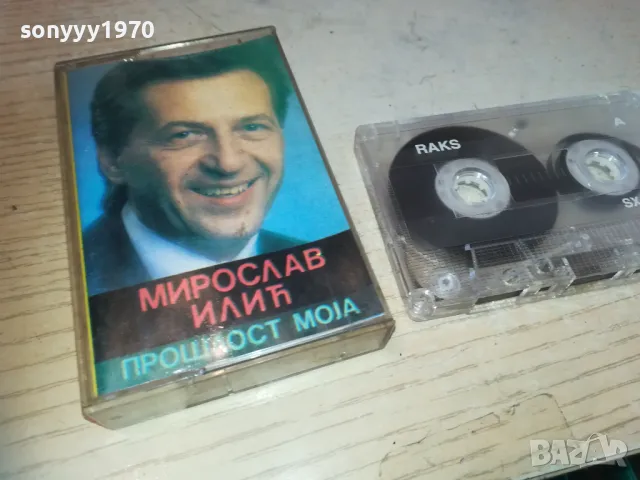 sonyyy1970
МИРОСЛАВ
ИЛИЋ
ПРОШЛОСТ МОЈА
RAKS
A
SX
BAZAR